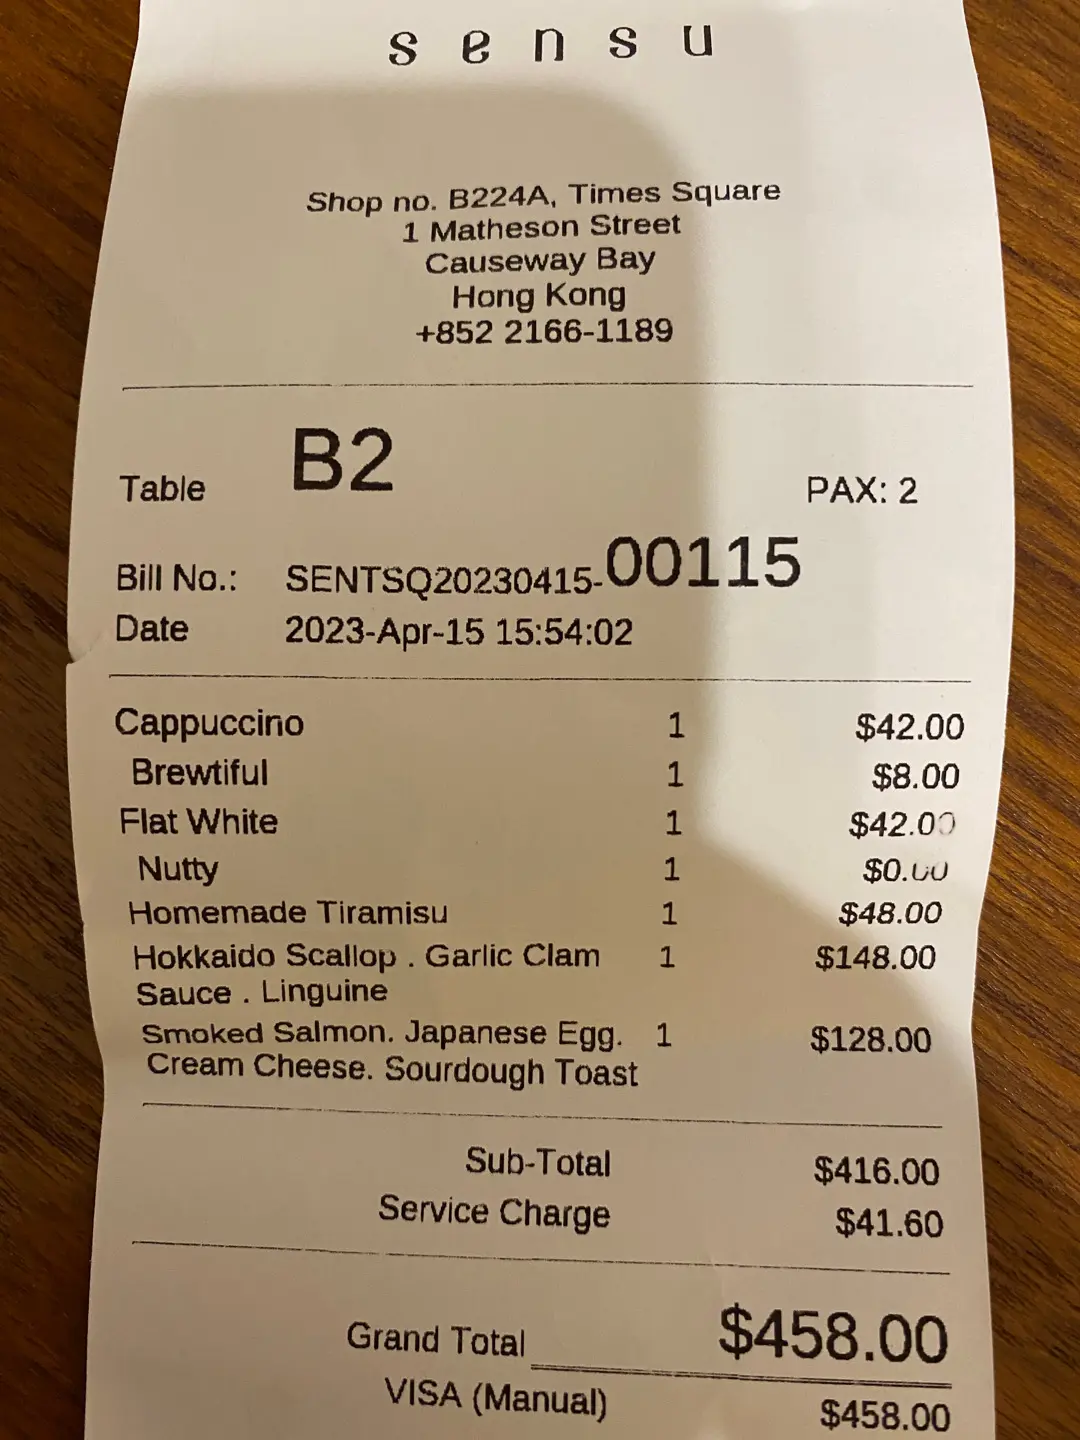 sensu
Shop no. B224A, Times Square
1 Matheson Street
Causeway Bay
Hong Kong
+852 2166-1189
Table B2 PAX: 2
Bill No.: SENTSQ20230415-00115
Date 2023-Apr-15 15:54:02
Cappuccino 1 $42.00
Brewtiful 1 $8.00
Flat White 1 $42.00
Nutty 1 $0.00
Homemade Tiramisu 1 $48.00
Hokkaido Scallop . Garlic Clam 1 $148.00
Sauce . Linguine
Smoked Salmon. Japanese Egg. 1 $128.00
Cream Cheese. Sourdough Toast
Sub-Total $416.00
Service Charge $41.60
Grand Total $458.00
VISA (Manual) $458.00